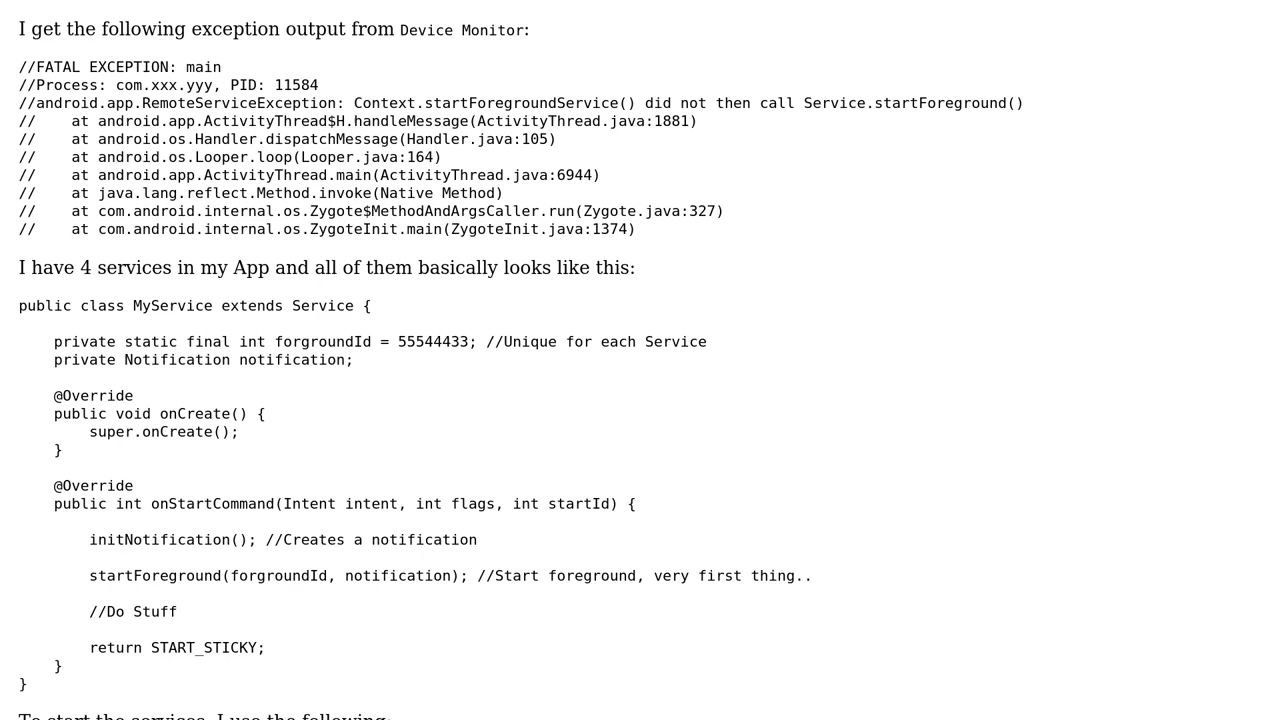 I get the following exception output from Device Monitor:
//FATAL EXCEPTION: main
//Process: com.xxx.yyy, PID: 11584
//android.app.RemoteServiceException: Context.startForegroundService() did not then call Service.startForeground()
//    at android.app.ActivityThread$H.handleMessage(ActivityThread.java:1881)
//    at android.os.Handler.dispatchMessage(Handler.java:105)
//    at android.os.Looper.loop(Looper.java:164)
//    at android.app.ActivityThread.main(ActivityThread.java:6944)
//    at java.lang.reflect.Method.invoke(Native Method)
//    at com.android.internal.os.Zygote$MethodAndArgsCaller.run(Zygote.java:327)
//    at com.android.internal.os.ZygoteInit.main(ZygoteInit.java:1374)
I have 4 services in my App and all of them basically looks like this:
public class MyService extends Service {
    private static final int forgroundId = 55544433; //Unique for each Service
    private Notification notification;
    @Override
    public void onCreate() {
        super.onCreate();
    }
    @Override
    public int onStartCommand(Intent intent, int flags, int startId) {
        initNotification(); //Creates a notification
        startForeground(forgroundId, notification); //Start foreground, very first thing..
        //Do Stuff
        return START_STICKY;
    }
}
To start the services, I use the following: